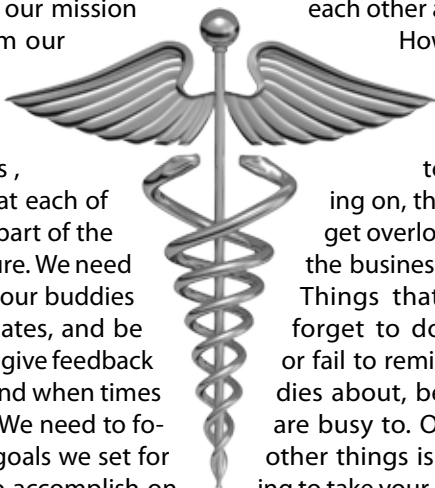 our mission
m our
s ,
at each of
part of the
ure. We need
our buddies
ates, and be
give feedback
nd when times
We need to fo-
goals we set for
o accomplish on
each other a
How
to
ing on, th
get overlo
the busines
Things that
forget to do
or fail to remi
dies about, be
are busy to. O
other things is
ing to take your